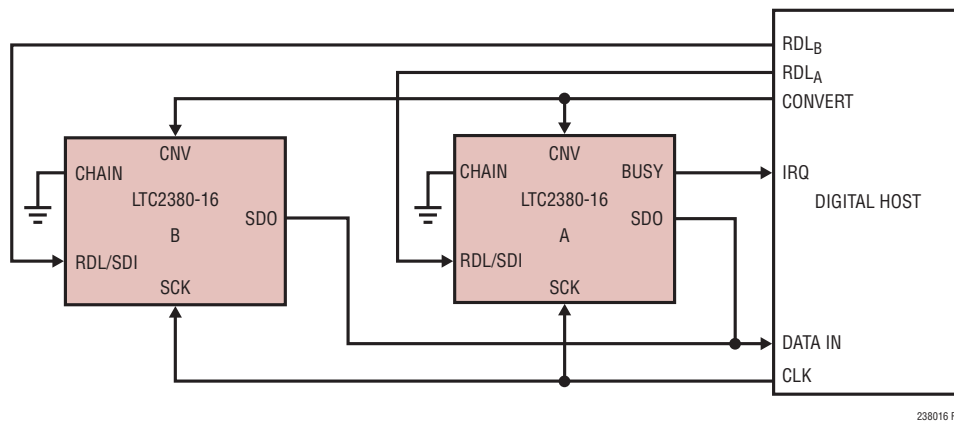 RDLB
RDLA
CONVERT
CNV
CHAIN
LTC2380-16
SDO
B
RDL/SDI
SCK
CNV
CHAIN
BUSY
LTC2380-16
SDO
A
RDL/SDI
SCK
IRQ
DIGITAL HOST
DATA IN
CLK
238016 F